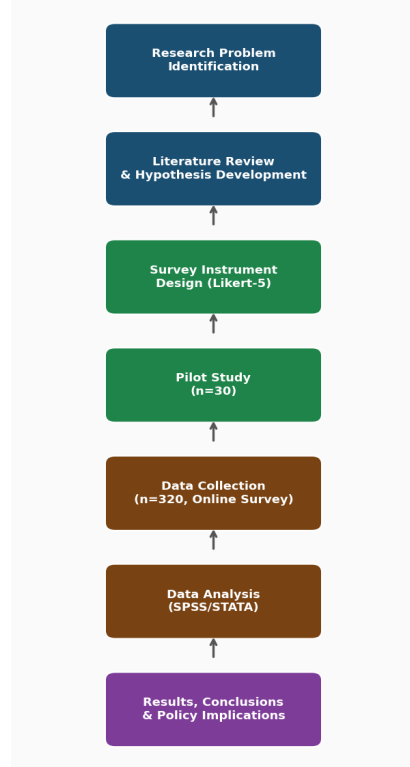 Research Problem
Identification
Literature Review
& Hypothesis Development
Survey Instrument
Design (Likert-5)
Pilot Study
(n=30)
Data Collection
(n=320, Online Survey)
Data Analysis
(SPSS/STATA)
Results, Conclusions
& Policy Implications